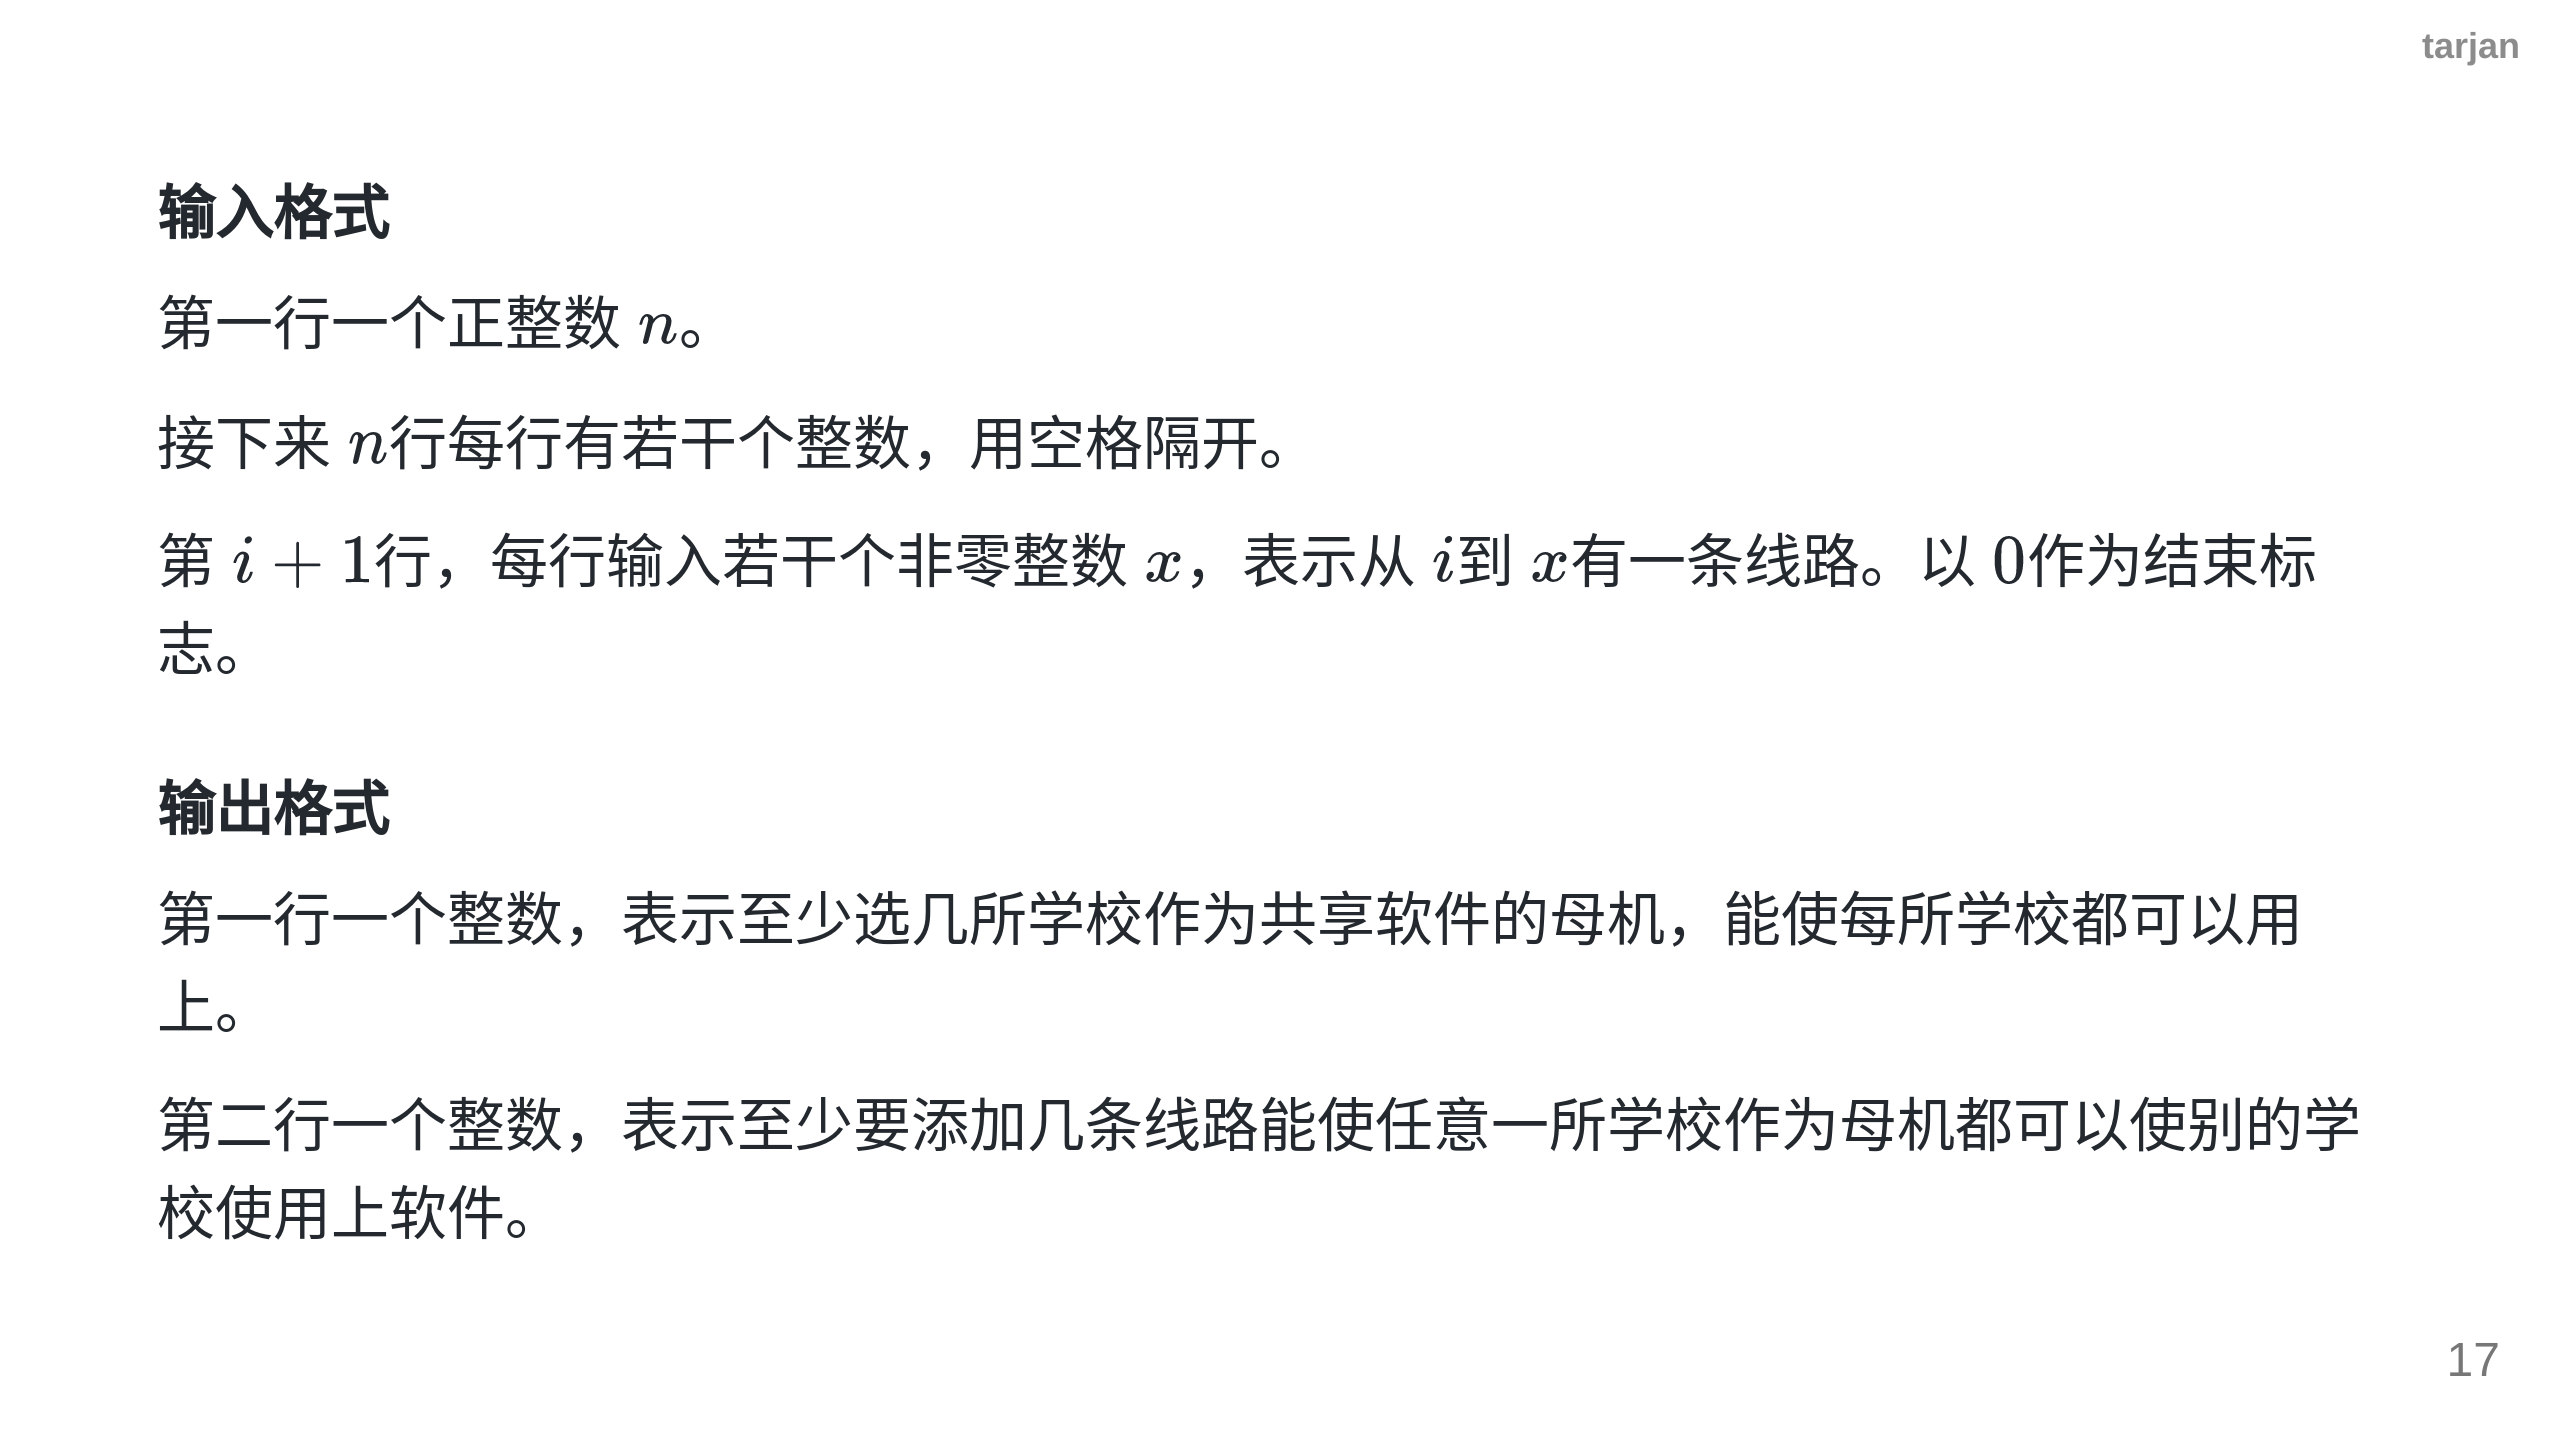 tarjan
输入格式
第一行一个正整数 n。
接下来 n行每行有若干个整数，用空格隔开。
第 i + 1行，每行输入若干个非零整数 x，表示从 i到 x有一条线路。以 0作为结束标
志。
输出格式
第一行一个整数，表示至少选几所学校作为共享软件的母机，能使每所学校都可以用
上。
第二行一个整数，表示至少要添加几条线路能使任意一所学校作为母机都可以使别的学
校使用上软件。
17